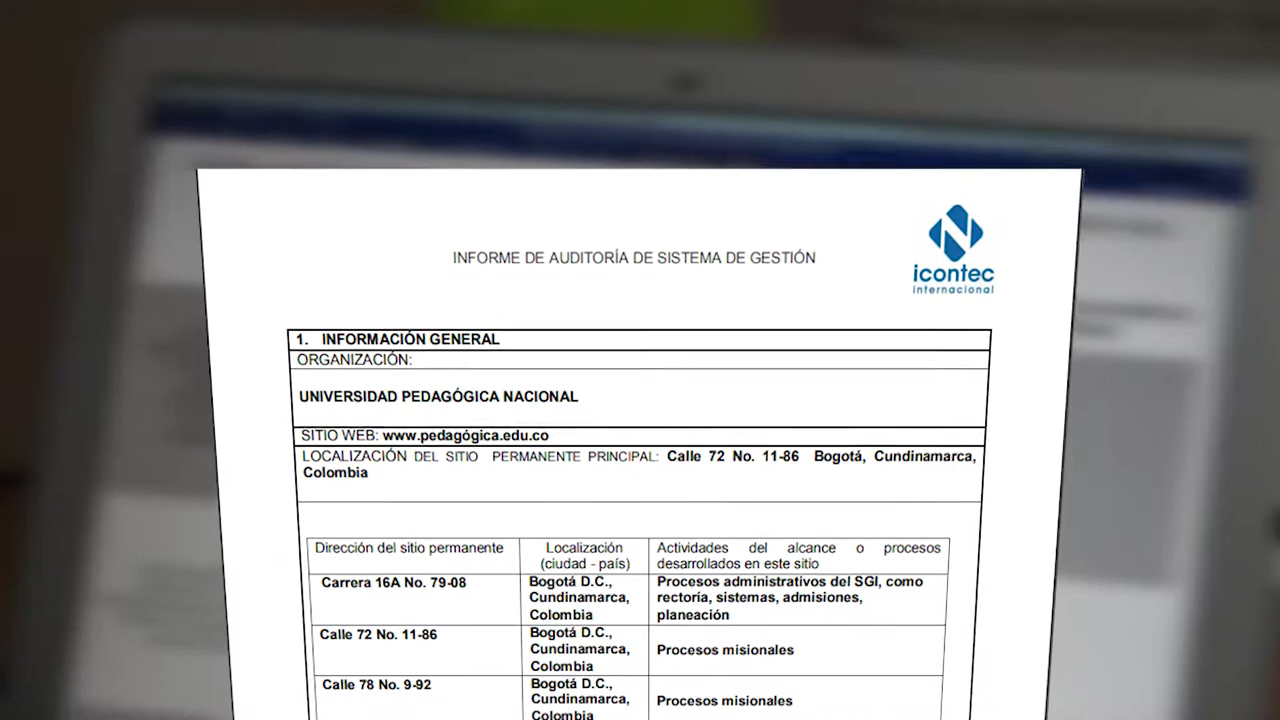 icontec
internacional
INFORME DE AUDITORÍA DE SISTEMA DE GESTIÓN
1. INFORMACIÓN GENERAL
ORGANIZACIÓN:
UNIVERSIDAD PEDAGÓGICA NACIONAL
SITIO WEB: www.pedagógica.edu.co
LOCALIZACIÓN DEL SITIO PERMANENTE PRINCIPAL: Calle 72 No. 11-86 Bogotá, Cundinamarca,
Colombia
Dirección del sitio permanente
Localización
(ciudad - país)
Actividades del alcance o procesos
desarrollados en este sitio
Carrera 16A No. 79-08
Bogotá D.C.,
Cundinamarca,
Colombia
Procesos administrativos del SGI, como
rectoría, sistemas, admisiones,
planeación
Calle 72 No. 11-86
Bogotá D.C.,
Cundinamarca,
Colombia
Procesos misionales
Calle 78 No. 9-92
Bogotá D.C.,
Cundinamarca,
Colombia
Procesos misionales